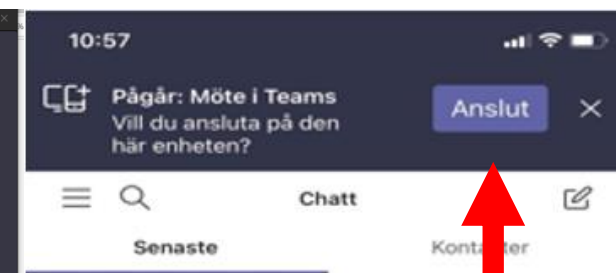 10:57
Pågår: Möte i Teams
Vill du ansluta på den
här enheten?
Anslut
Chatt
Senaste